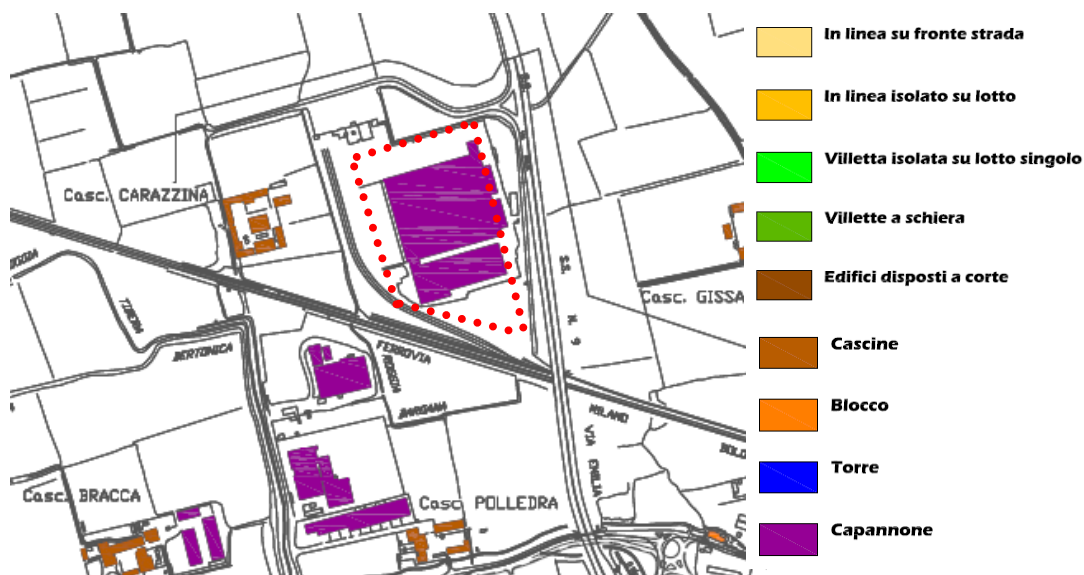 S.S.
Casc. CARAZZINA
S.S.
N. 9
Casc. GISSA
BERTONICA
FERROVIA
ROGGIA
BARGANA
MILANO
VIA EMILIA
Casc. BRACCA
Casc. POLLEDRA
In linea su fronte strada
In linea isolato su lotto
Villetta isolata su lotto singolo
Villette a schiera
Edifici disposti a corte
Cascine
Blocco
Torre
Capannone